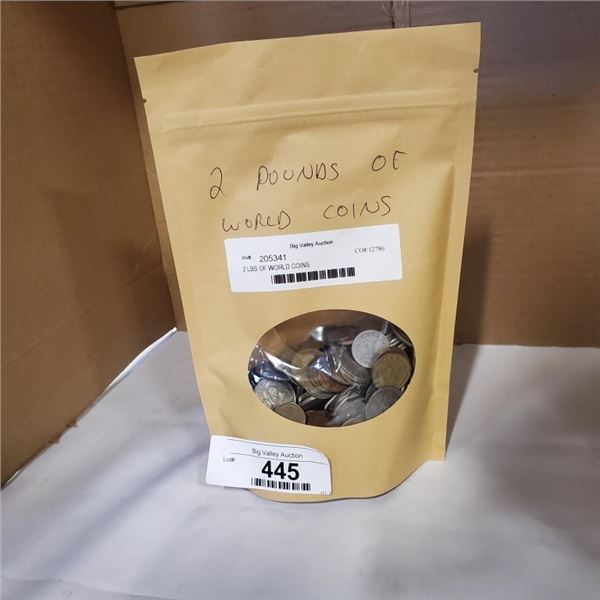 2 POUNDS OF
WORLD COINS
Big Valley Auction
Inv#: 205341 CO#:12786
2 LBS OF WORLD COINS
Big Valley Auction
Lot#:
445